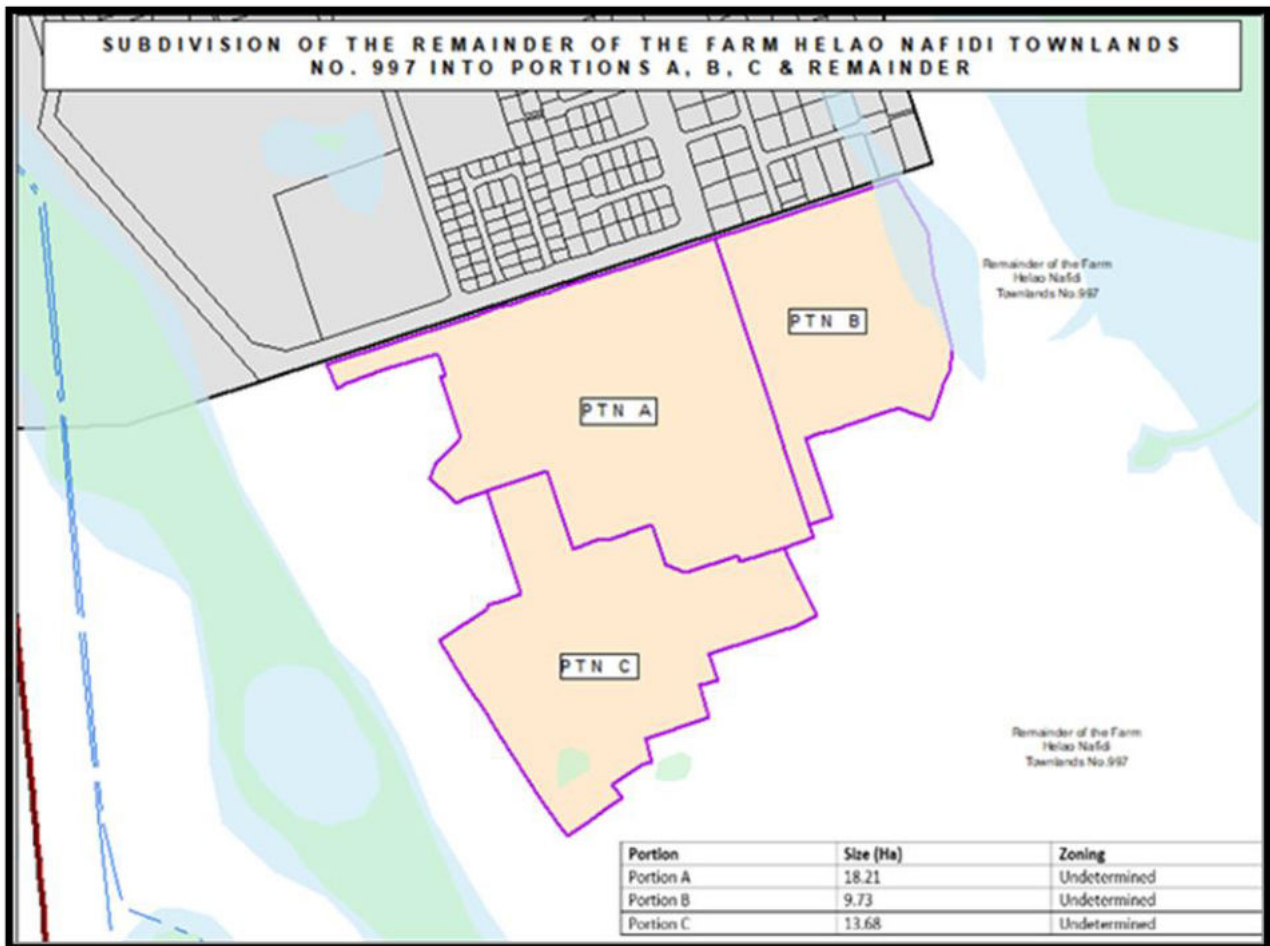 SUBDIVISION OF THE REMAINDER OF THE FARM HELAO NAFIDI TOWNLANDS
NO. 997 INTO PORTIONS A, B, C & REMAINDER
Remainder of the Farm
Helao Nafidi
Townlands No.997
PTN B
PTN A
PTN C
Remainder of the Farm
Helao Nafidi
Townlands No.997
Portion Size (Ha) Zoning
Portion A 18.21 Undetermined
Portion B 9.73 Undetermined
Portion C 13.68 Undetermined